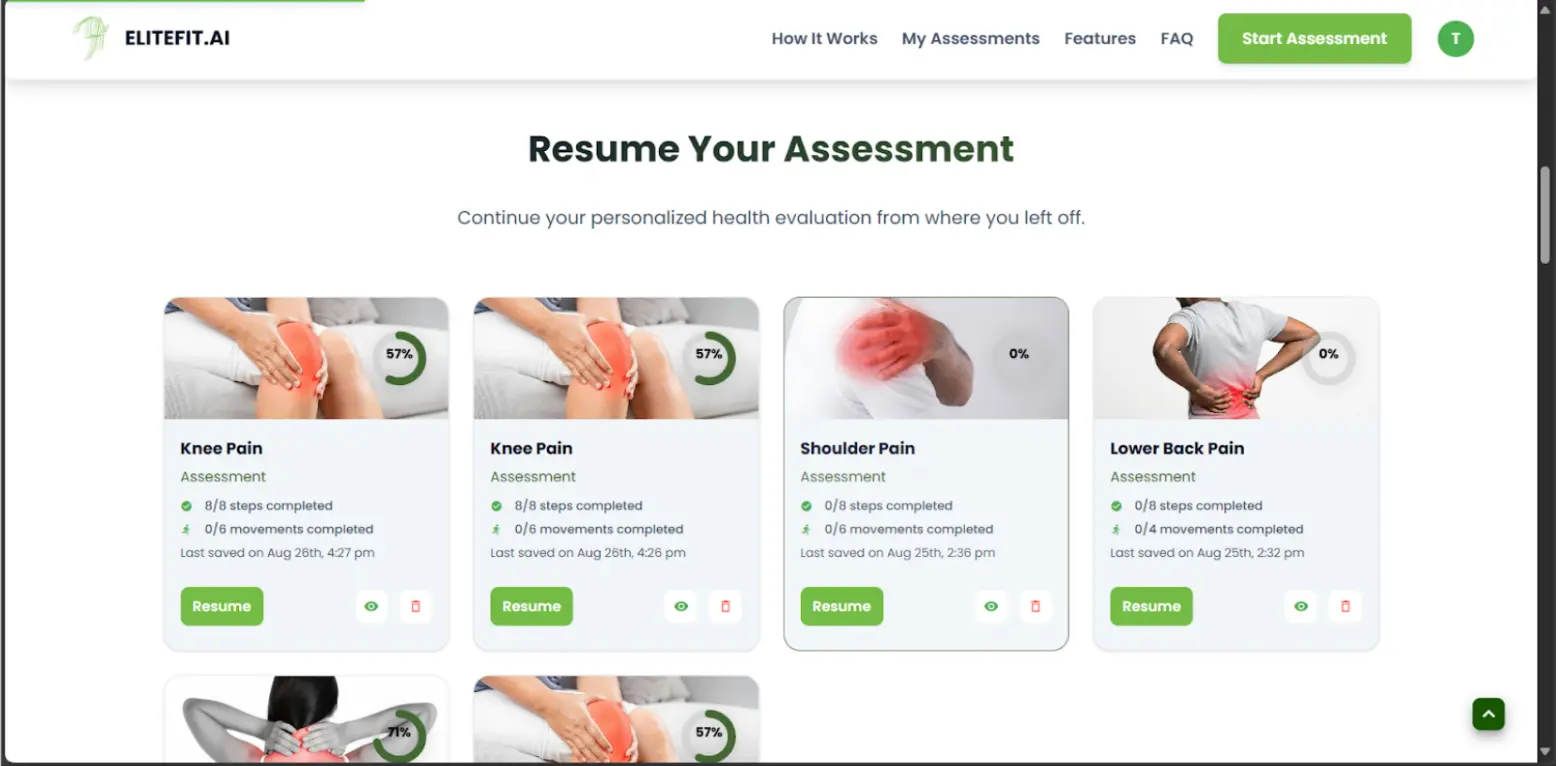 ELITEFIT.AI
How It Works
My Assessments
Features
FAQ
Start Assessment
T
Resume Your Assessment
Continue your personalized health evaluation from where you left off.
57%
Knee Pain
Assessment
8/8 steps completed
0/6 movements completed
Last saved on Aug 26th, 4:27 pm
Resume
57%
Knee Pain
Assessment
8/8 steps completed
0/6 movements completed
Last saved on Aug 26th, 4:26 pm
Resume
0%
Shoulder Pain
Assessment
0/8 steps completed
0/6 movements completed
Last saved on Aug 25th, 2:36 pm
Resume
0%
Lower Back Pain
Assessment
0/8 steps completed
0/4 movements completed
Last saved on Aug 25th, 2:32 pm
Resume
71%
57%